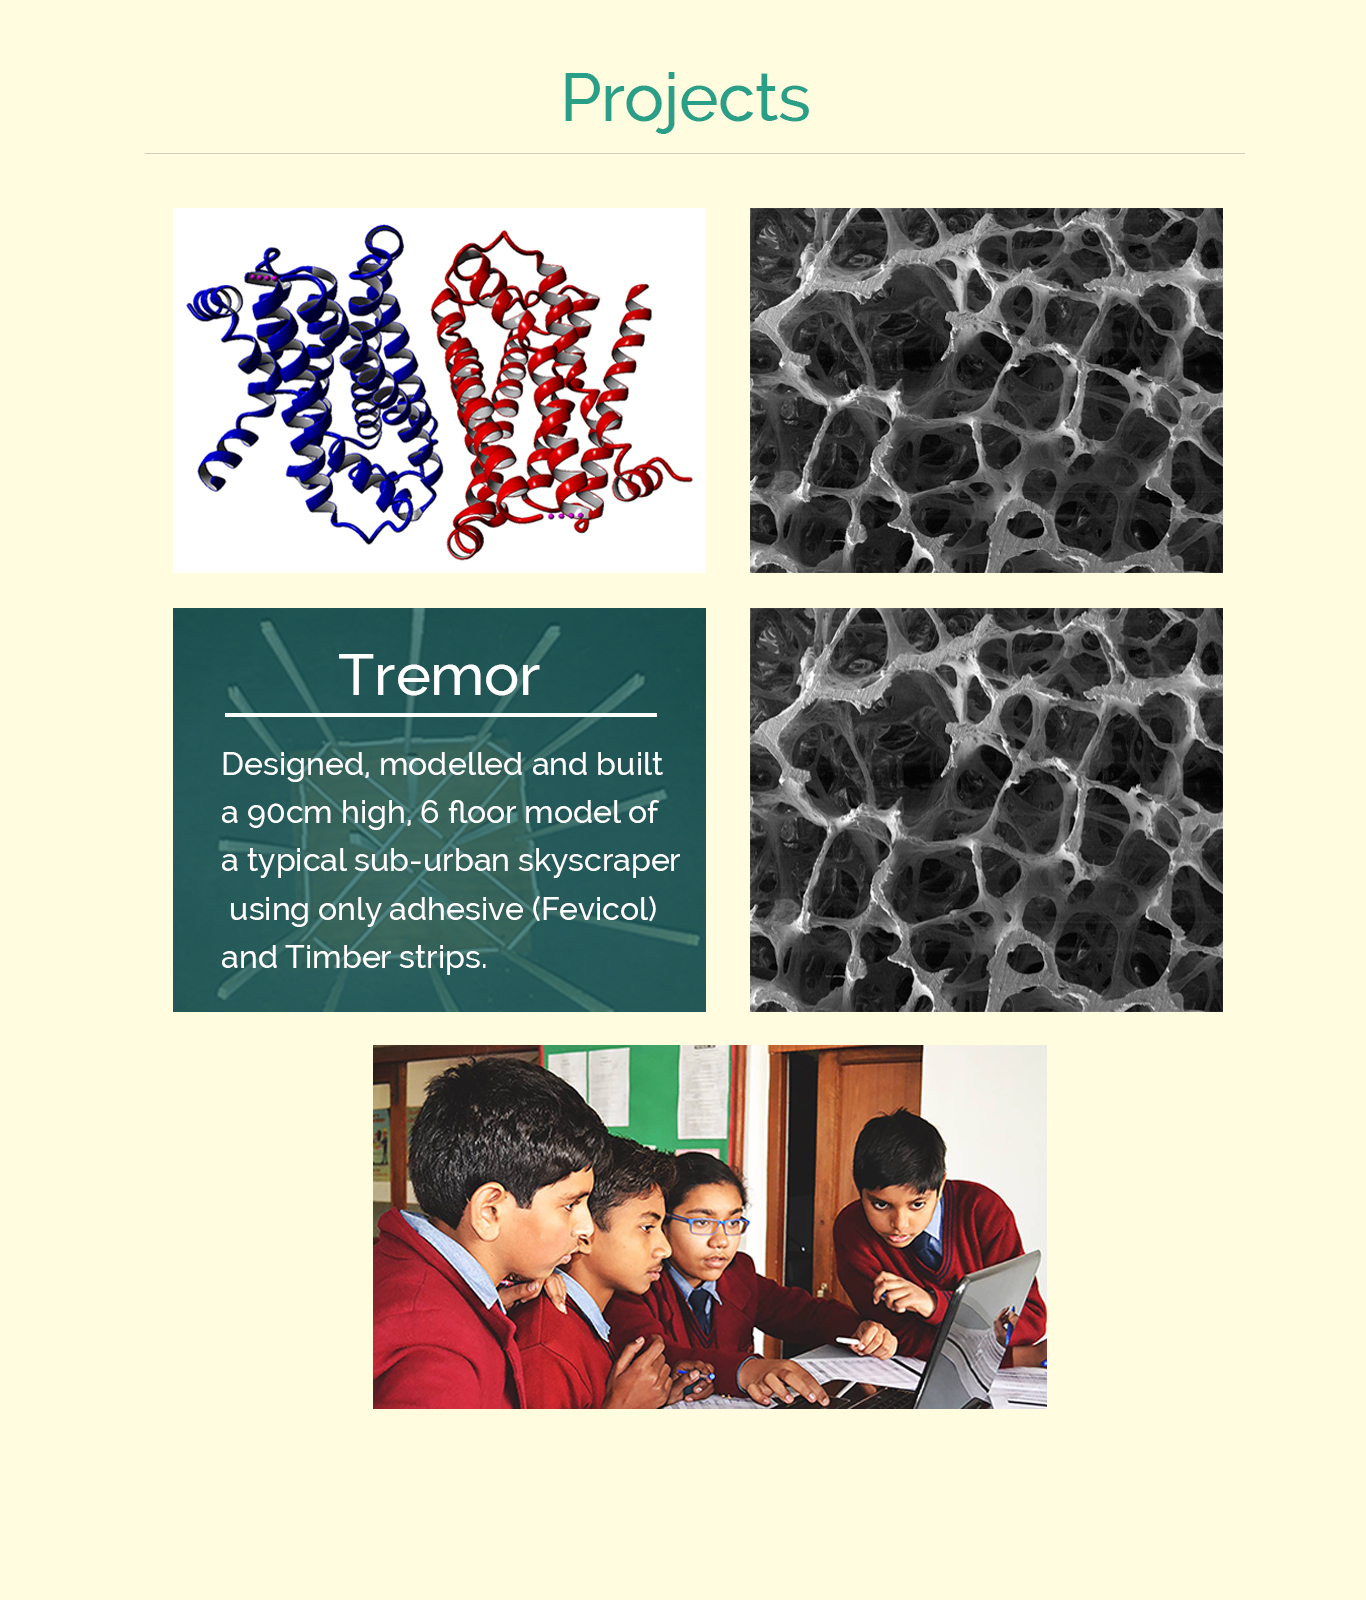 Projects
Tremor
Designed, modelled and built
a 90cm high, 6 floor model of
a typical sub-urban skyscraper
using only adhesive (Fevicol)
and Timber strips.